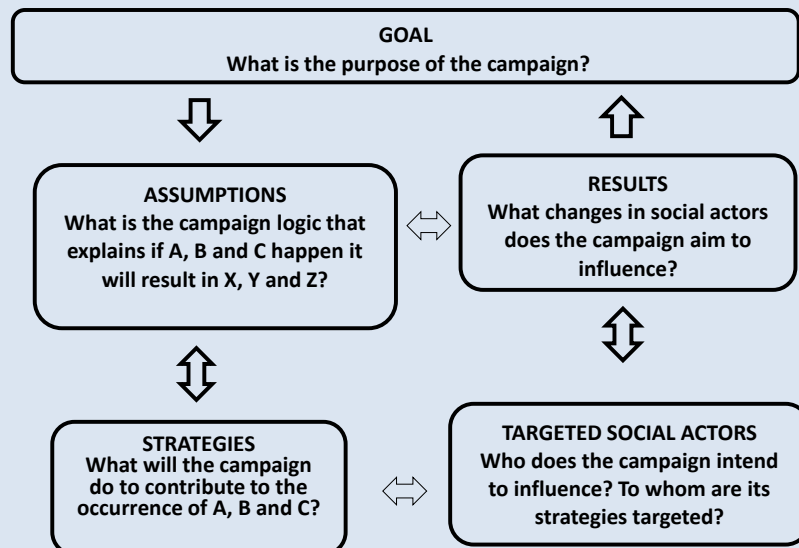 GOAL
What is the purpose of the campaign?
ASSUMPTIONS
What is the campaign logic that
explains if A, B and C happen it
will result in X, Y and Z?
RESULTS
What changes in social actors
does the campaign aim to
influence?
STRATEGIES
What will the campaign
do to contribute to the
occurrence of A, B and C?
TARGETED SOCIAL ACTORS
Who does the campaign intend
to influence? To whom are its
strategies targeted?